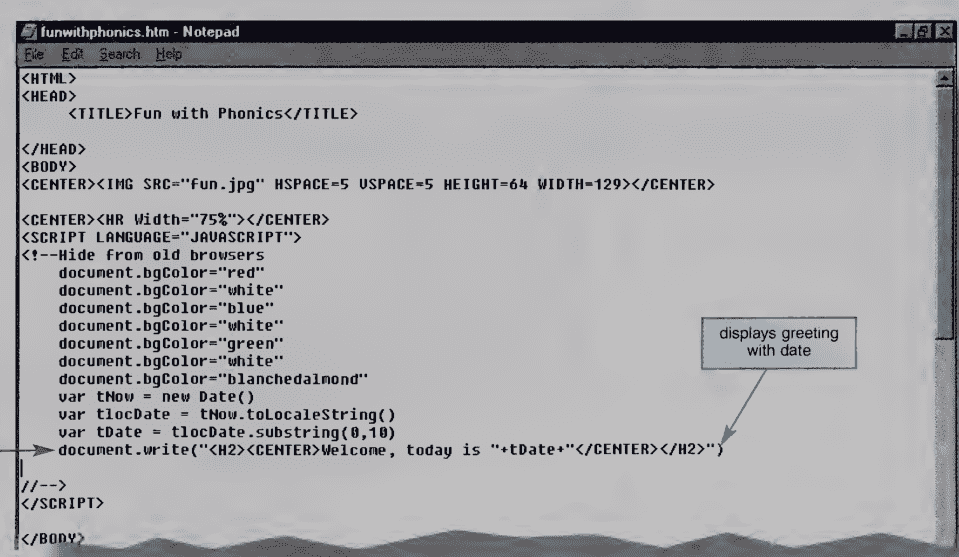 funwithphonics.htm - Notepad
File Edit Search Help
<HTML>
<HEAD>
<TITLE>Fun with Phonics</TITLE>
</HEAD>
<BODY>
<CENTER><IMG SRC="fun.jpg" HSPACE=5 VSPACE=5 HEIGHT=64 WIDTH=129></CENTER>
<CENTER><HR Width="75%"></CENTER>
<SCRIPT LANGUAGE="JAVASCRIPT">
<!--Hide from old browsers
document.bgColor="red"
document.bgColor="white"
document.bgColor="blue"
document.bgColor="white"
document.bgColor="green"
document.bgColor="white"
document.bgColor="blanchedalmond"
var tNow = new Date()
var tlocDate = tNow.toLocaleString()
var tDate = tlocDate.substring(0,10)
document.write("<H2><CENTER>Welcome, today is "+tDate+"</CENTER></H2>")
//-->
</SCRIPT>
</BODY>
displays greeting
with date